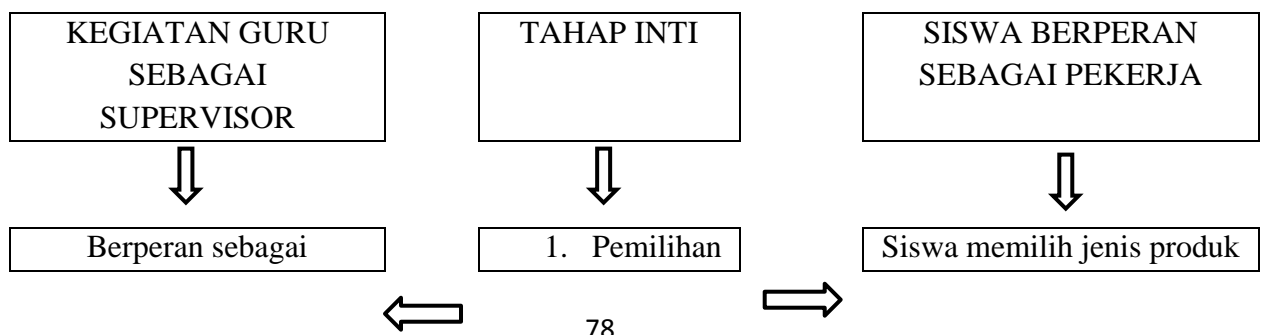 KEGIATAN GURU
SEBAGAI
SUPERVISOR
TAHAP INTI
SISWA BERPERAN
SEBAGAI PEKERJA
Berperan sebagai
1. Pemilihan
Siswa memilih jenis produk
78